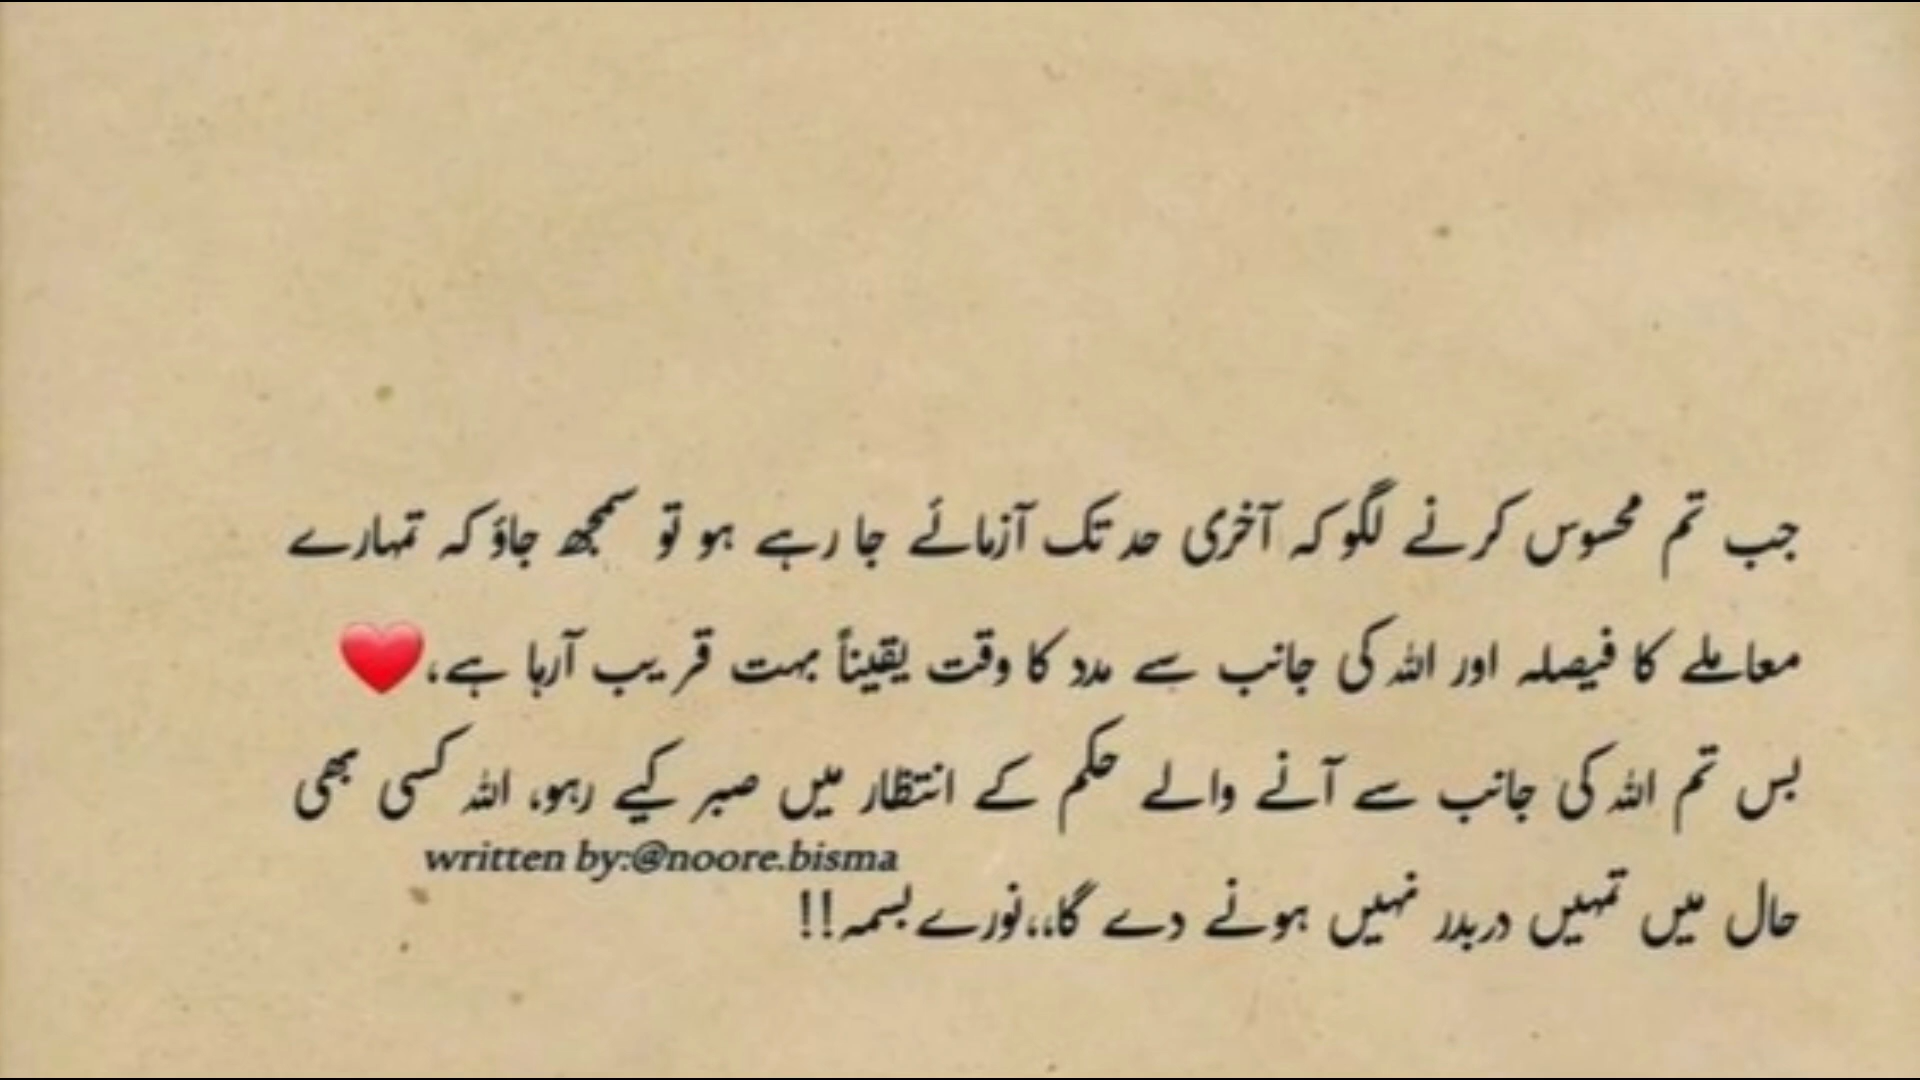 جب تم محسوس کرنے لگو کہ آخری حد تک آزمائے جا رہے ہو تو سمجھ جاؤ کہ تمہارے
معاملے کا فیصلہ اور اللہ کی جانب سے مدد کا وقت یقیناً بہت قریب آرہا ہے،❤️
بس تم اللہ کی جانب سے آنے والے حکم کے انتظار میں صبر کیے رہو، اللہ کسی بھی
written by:@noore.bisma
حال میں تمہیں دربدر نہیں ہونے دے گا،،نورے بسمہ!!